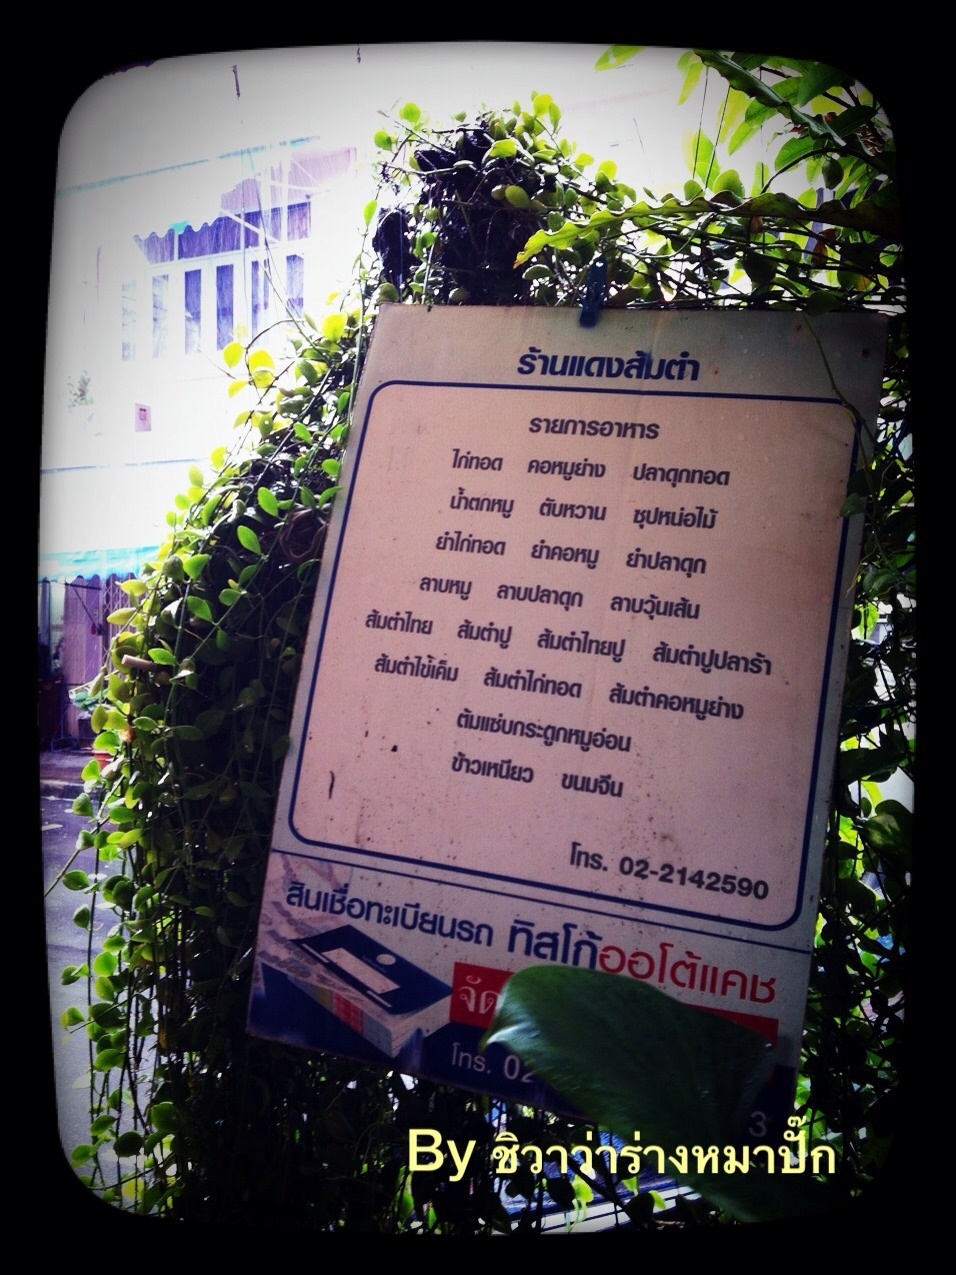 ร้านแดงส้มตำ
รายการอาหาร
ไก่ทอด คอหมูย่าง ปลาดุกทอด
น้ำตกหมู ตับหวาน ซุปหน่อไม้
ยำไก่ทอด ยำคอหมู ยำปลาดุก
ลาบหมู ลาบปลาดุก ลาบวุ้นเส้น
ส้มตำไทย ส้มตำปู ส้มตำไทยปู ส้มตำปูปลาร้า
ส้มตำไข่เค็ม ส้มตำไก่ทอด ส้มตำคอหมูย่าง
ต้มแซ่บกระดูกหมูอ่อน
ข้าวเหนียว ขนมจีน
โทร. 02-2142590
สินเชื่อทะเบียนรถ ทิสโก้ออโต้แคช
จัด
โทร. 02 3
By ชิวาว่าร่างหมาปั๊ก